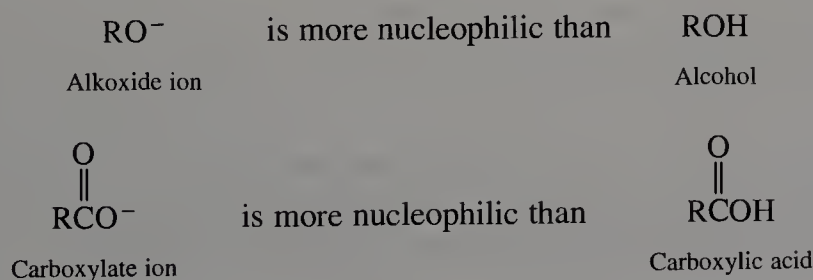 RO⁻ is more nucleophilic than ROH
Alkoxide ion Alcohol
O O
|| ||
RCO⁻ is more nucleophilic than RCOH
Carboxylate ion Carboxylic acid